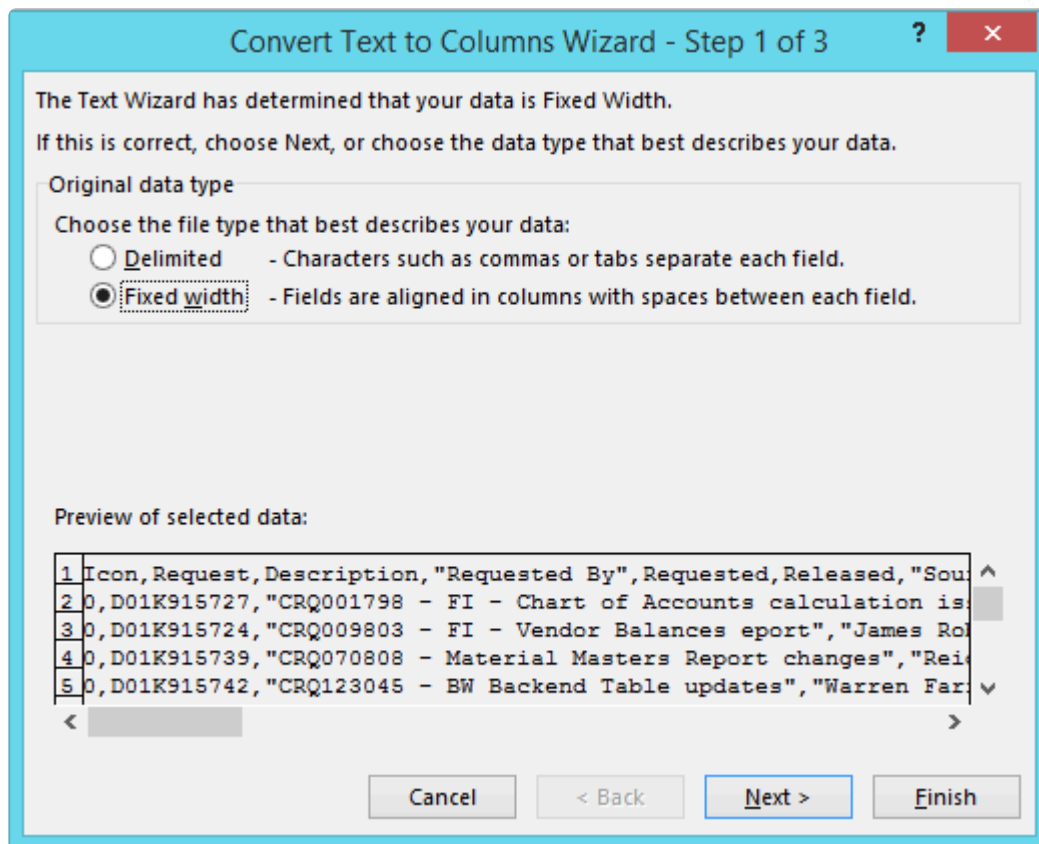 Convert Text to Columns Wizard - Step 1 of 3 ? ×
The Text Wizard has determined that your data is Fixed Width.
If this is correct, choose Next, or choose the data type that best describes your data.
Original data type
Choose the file type that best describes your data:
Delimited - Characters such as commas or tabs separate each field.
Fixed width - Fields are aligned in columns with spaces between each field.
Preview of selected data:
1 Icon,Request,Description,"Requested By",Requested,Released,"Sou
2 0,D01K915727,"CRQ001798 - FI - Chart of Accounts calculation is
3 0,D01K915724,"CRQ009803 - FI - Vendor Balances eport","James Ro
4 0,D01K915739,"CRQ070808 - Material Masters Report changes","Rei
5 0,D01K915742,"CRQ123045 - BW Backend Table updates","Warren Far
Cancel < Back Next > Finish